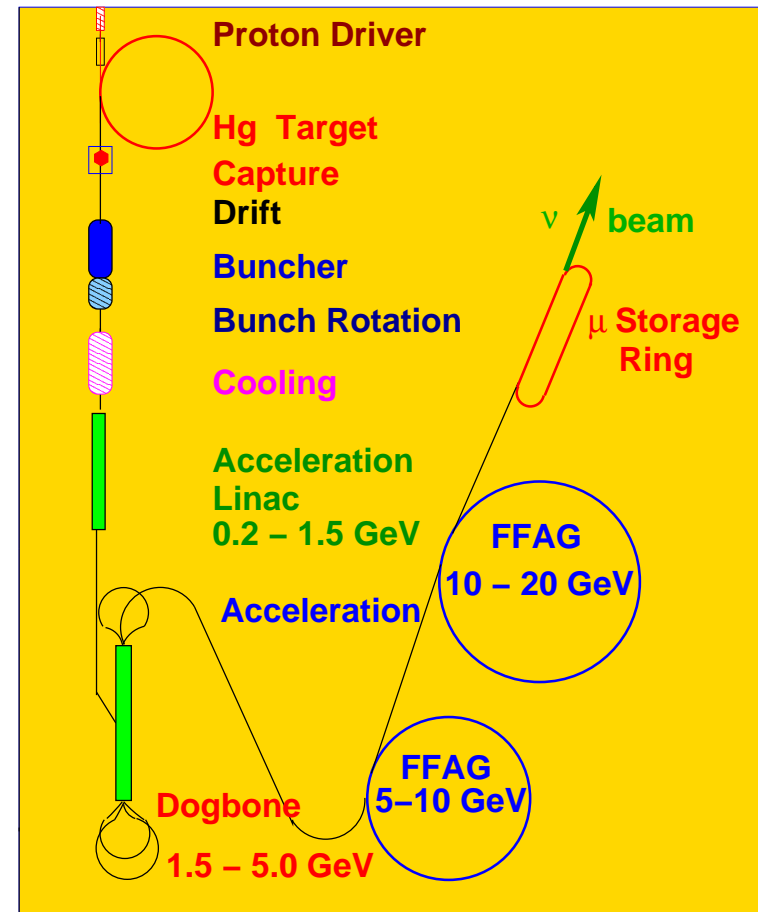 Proton Driver
Hg Target
Capture
Drift
Buncher
Bunch Rotation
Cooling
Acceleration
Linac
0.2 – 1.5 GeV
Acceleration
Dogbone
1.5 – 5.0 GeV
FFAG
5–10 GeV
FFAG
10 – 20 GeV
μ Storage
Ring
ν beam